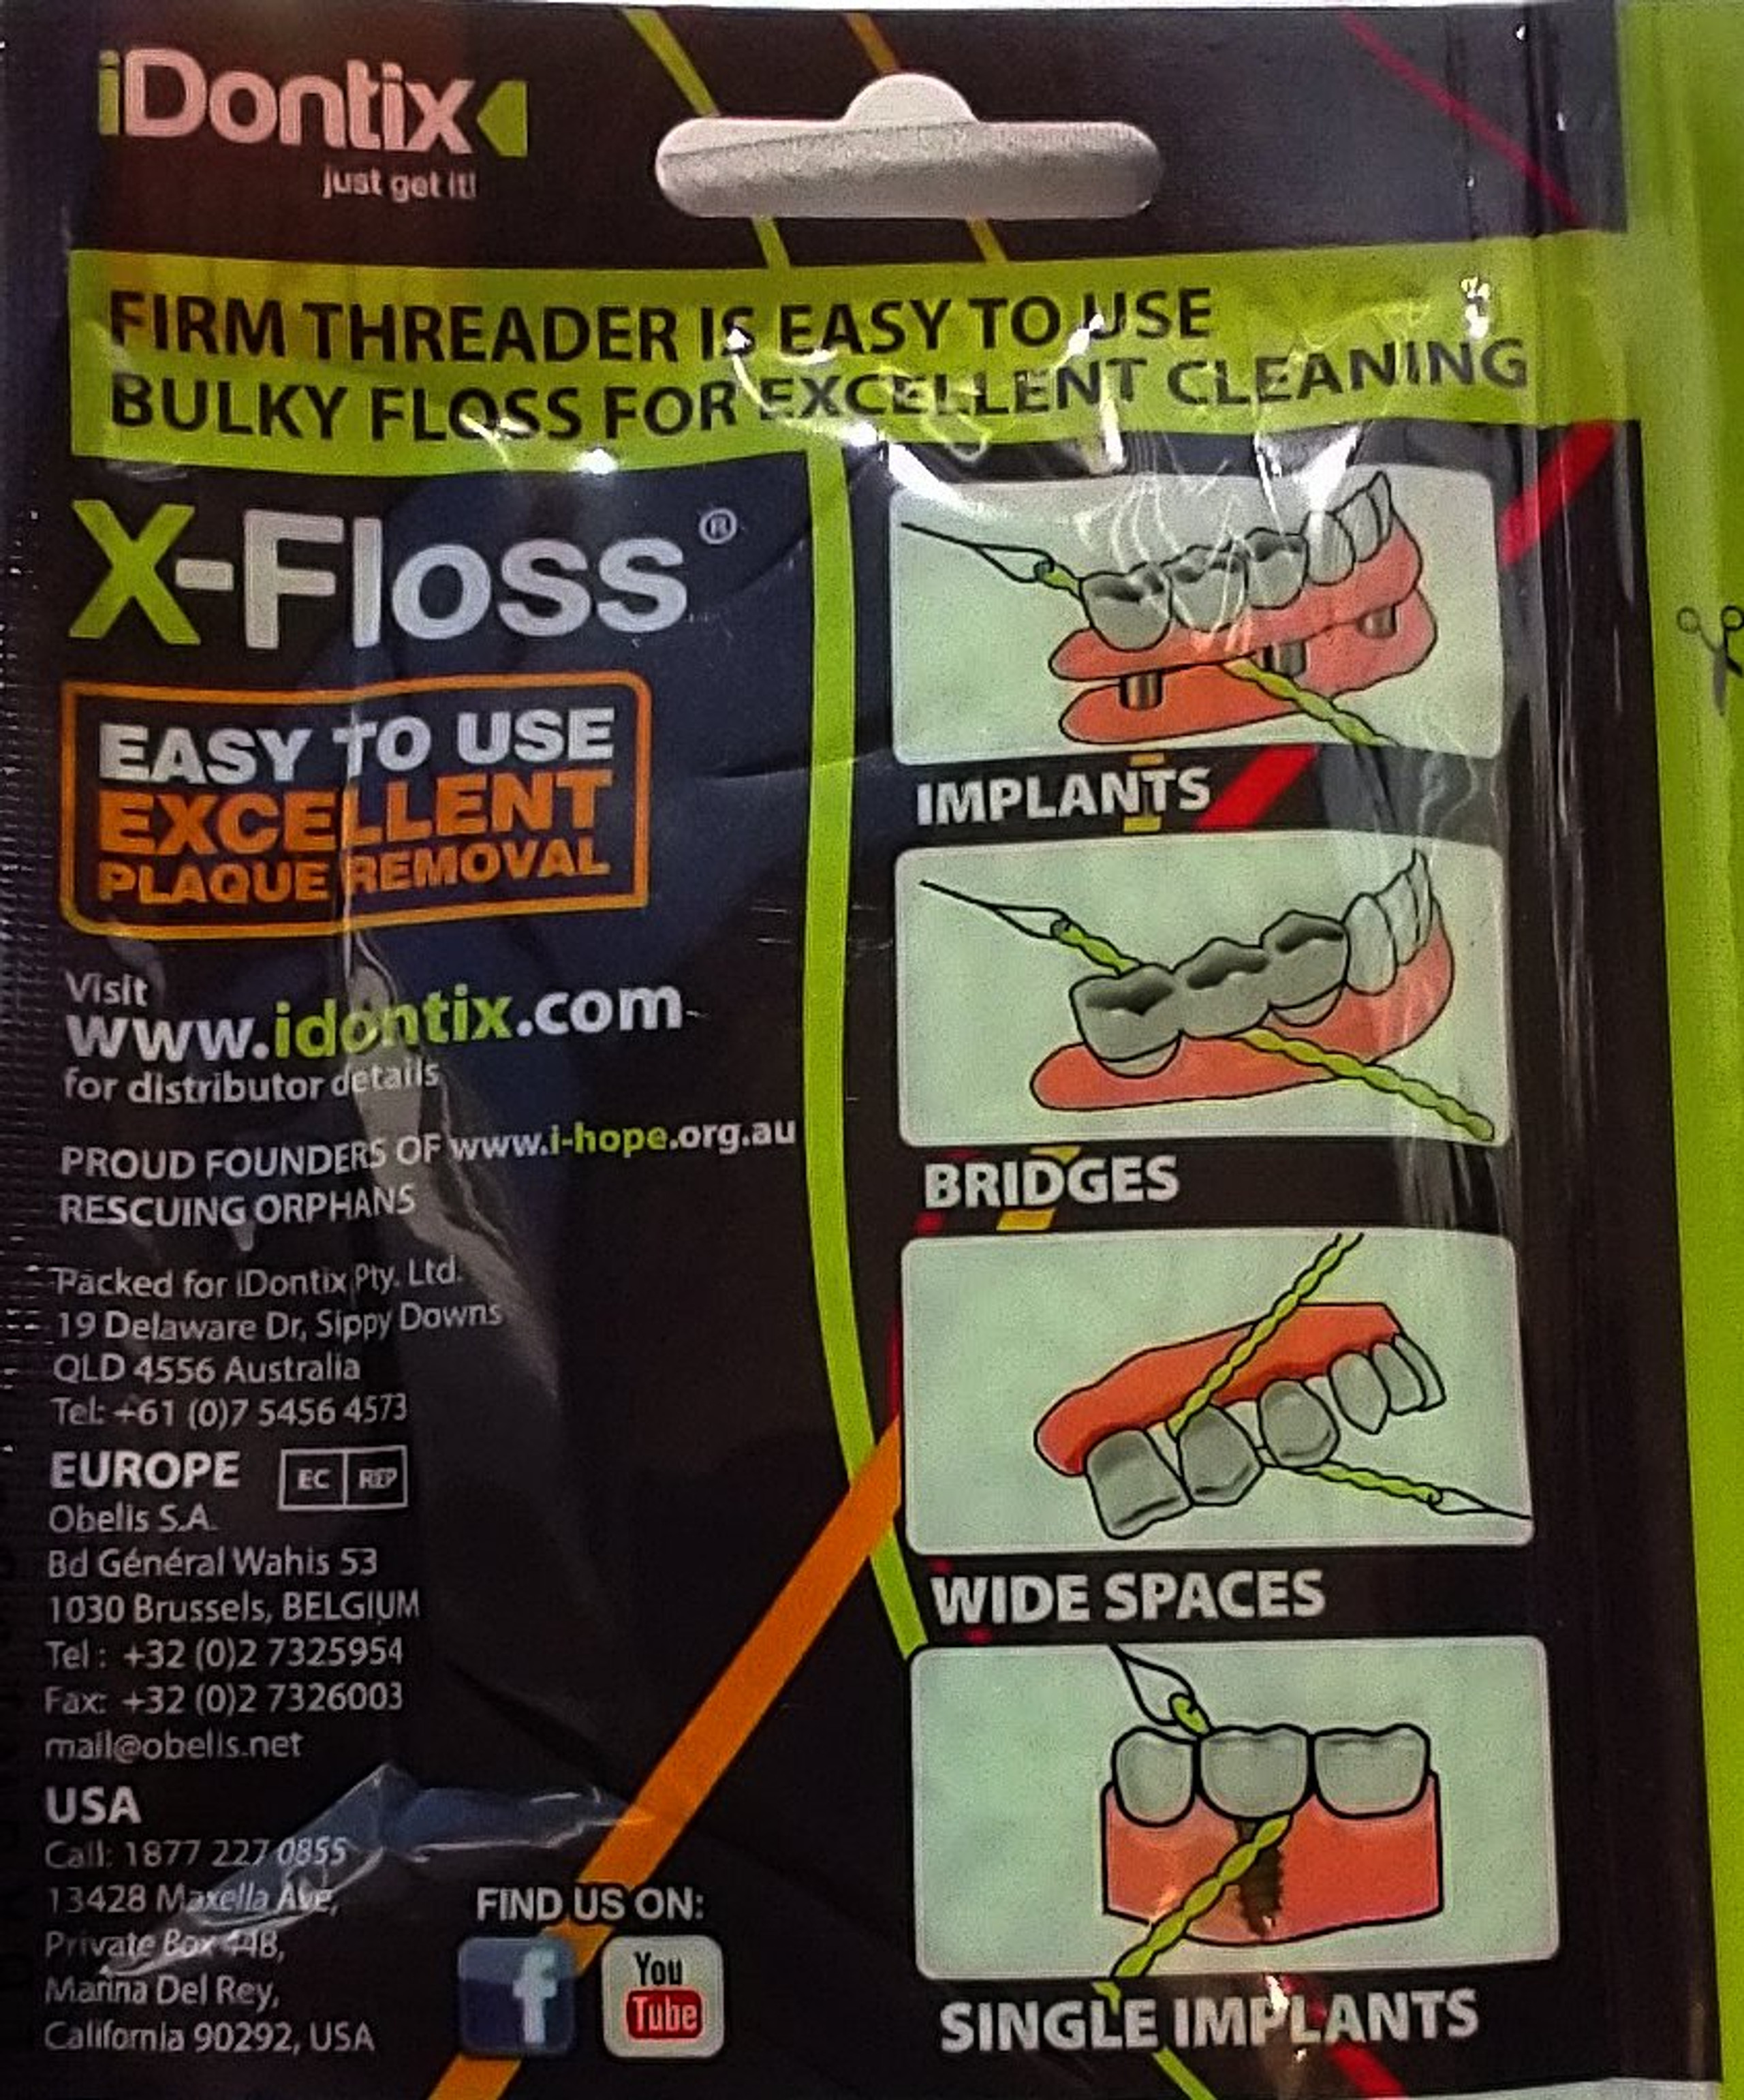 iDontix
just get it!
FIRM THREADER IS EASY TO USE
BULKY FLOSS FOR EXCELLENT CLEANING
X-Floss®
EASY TO USE
EXCELLENT
PLAQUE REMOVAL
Visit
www.idontix.com
for distributor details
PROUD FOUNDERS OF www.i-hope.org.au
RESCUING ORPHANS
Packed for iDontix Pty. Ltd.
19 Delaware Dr, Sippy Downs
QLD 4556 Australia
Tel: +61 (0)7 5456 4573
EUROPE EC REP
Obelis S.A.
Bd Général Wahis 53
1030 Brussels, BELGIUM
Tel : +32 (0)2 7325954
Fax: +32 (0)2 7326003
mail@obelis.net
USA
Call: 1877 227 0855
13428 Maxella Ave,
Private Box 448,
Marina Del Rey,
California 90292, USA
FIND US ON:
f
You
Tube
IMPLANTS
BRIDGES
WIDE SPACES
SINGLE IMPLANTS